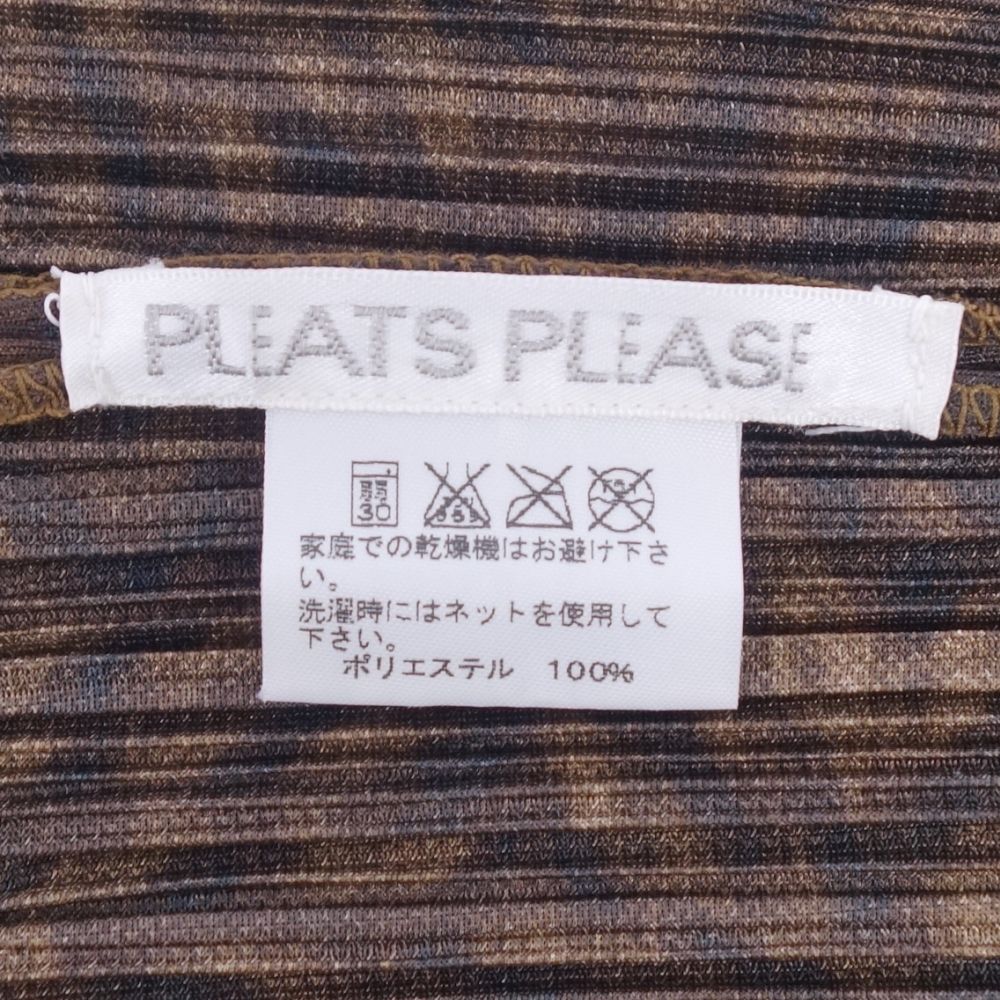 PLEATS PLEASE
弱
30
家庭での乾燥機はお避け下さ
い。
洗濯時にはネットを使用して
下さい。
ポリエステル 100%